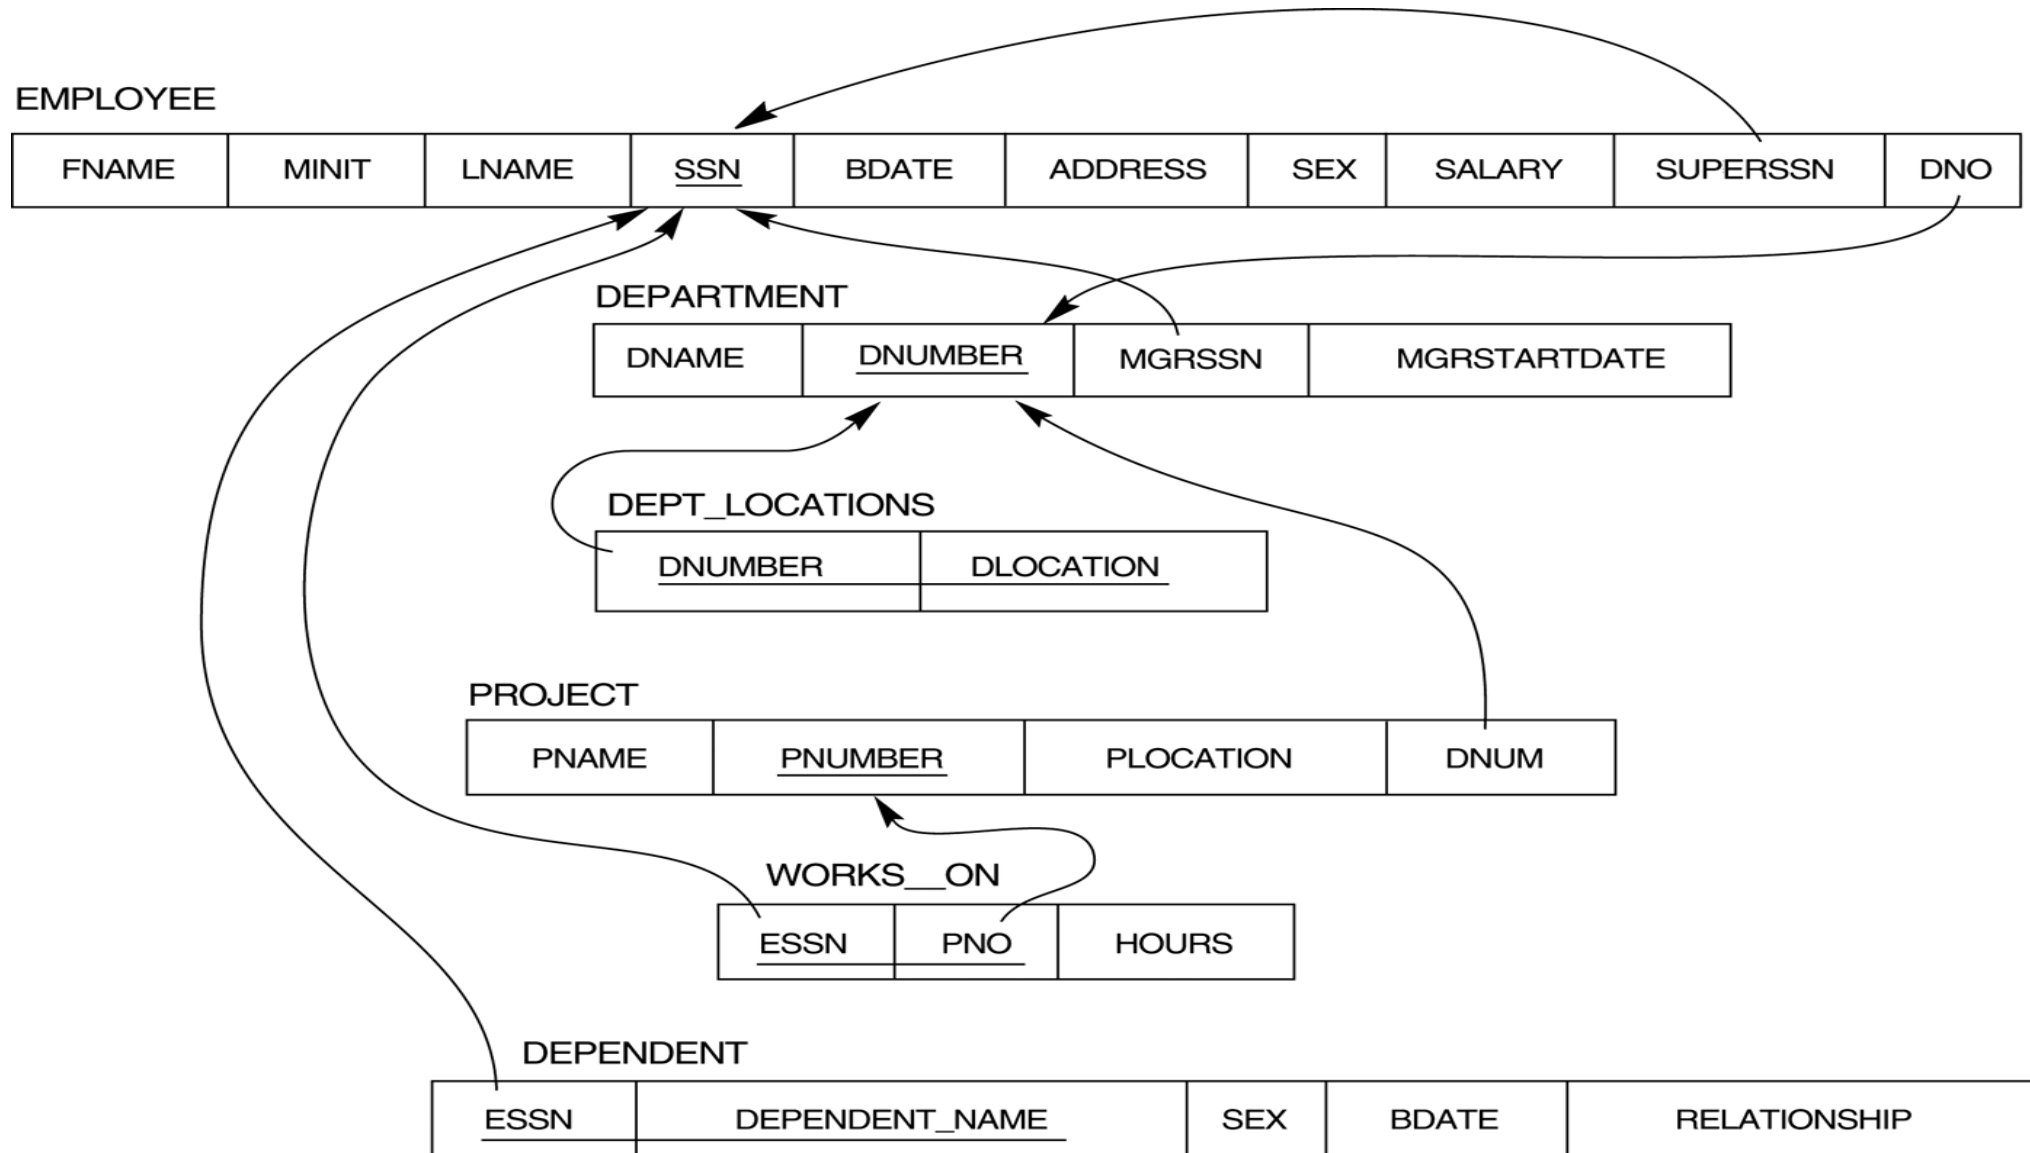 EMPLOYEE
FNAME MINIT LNAME SSN BDATE ADDRESS SEX SALARY SUPERSSN DNO
DEPARTMENT
DNAME DNUMBER MGRSSN MGRSTARTDATE
DEPT_LOCATIONS
DNUMBER DLOCATION
PROJECT
PNAME PNUMBER PLOCATION DNUM
WORKS__ON
ESSN PNO HOURS
DEPENDENT
ESSN DEPENDENT_NAME SEX BDATE RELATIONSHIP